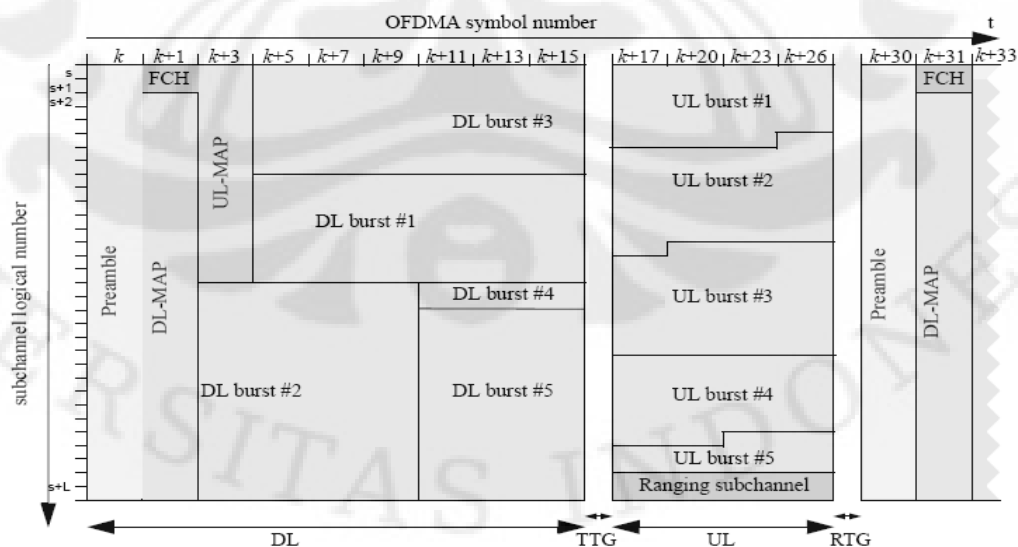 OFDMA symbol number
t
k k+1 k+3 k+5 k+7 k+9 k+11 k+13 k+15 k+17 k+20 k+23 k+26 k+30 k+31 k+33
s
s+1
s+2
s+L
subchannel logical number
Preamble
FCH
DL-MAP
UL-MAP
DL burst #3
DL burst #1
DL burst #4
DL burst #2
DL burst #5
UL burst #1
UL burst #2
UL burst #3
UL burst #4
UL burst #5
Ranging subchannel
Preamble
FCH
DL-MAP
DL TTG UL RTG
ERSITAS INDONE